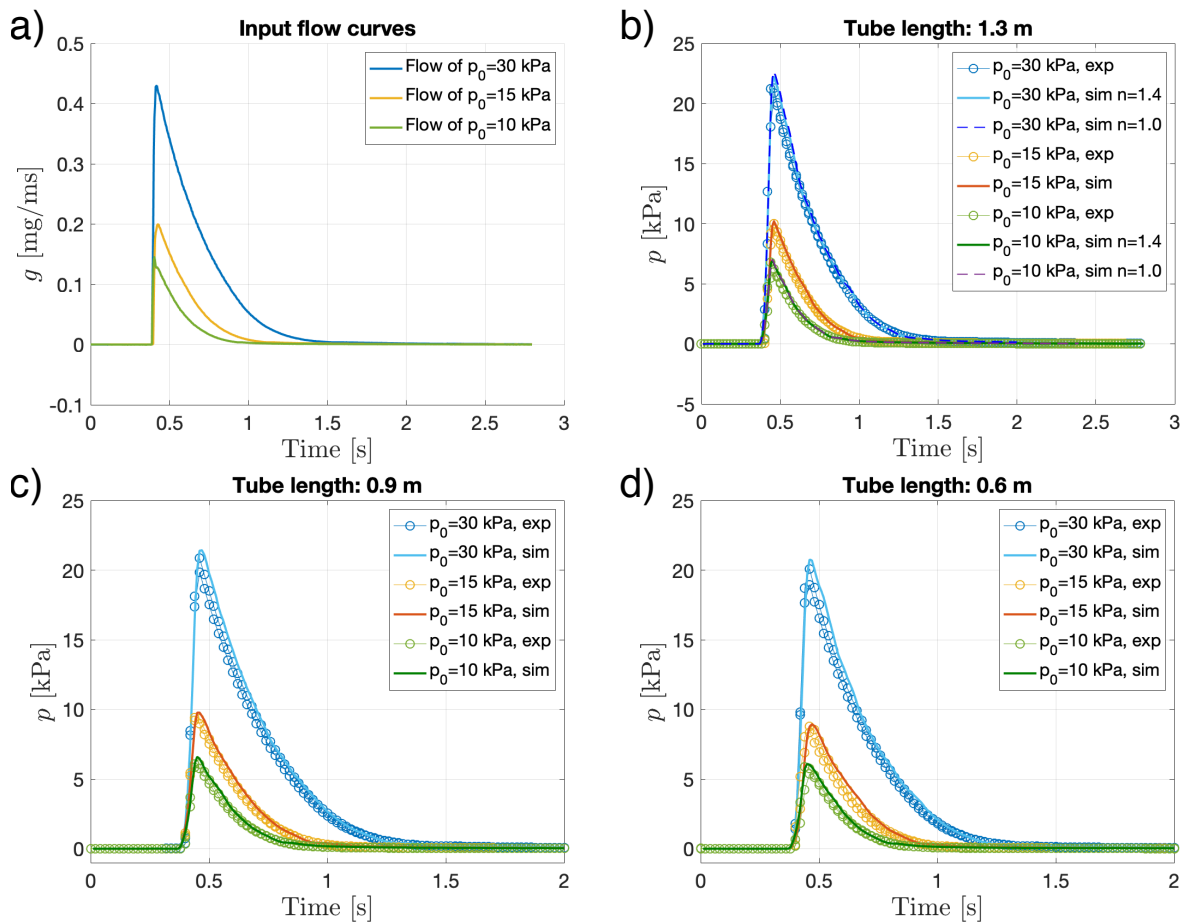 a)
Input flow curves
0.5
0.4
0.3
0.2
0.1
0
-0.1
g [mg/ms]
Flow of p₀=30 kPa
Flow of p₀=15 kPa
Flow of p₀=10 kPa
0 0.5 1 1.5 2 2.5 3
Time [s]
b)
Tube length: 1.3 m
25
20
15
10
5
0
-5
p [kPa]
p₀=30 kPa, exp
p₀=30 kPa, sim n=1.4
p₀=30 kPa, sim n=1.0
p₀=15 kPa, exp
p₀=15 kPa, sim
p₀=10 kPa, exp
p₀=10 kPa, sim n=1.4
p₀=10 kPa, sim n=1.0
0 0.5 1 1.5 2 2.5 3
Time [s]
c)
Tube length: 0.9 m
25
20
15
10
5
0
p [kPa]
p₀=30 kPa, exp
p₀=30 kPa, sim
p₀=15 kPa, exp
p₀=15 kPa, sim
p₀=10 kPa, exp
p₀=10 kPa, sim
0 0.5 1 1.5 2
Time [s]
d)
Tube length: 0.6 m
25
20
15
10
5
0
p [kPa]
p₀=30 kPa, exp
p₀=30 kPa, sim
p₀=15 kPa, exp
p₀=15 kPa, sim
p₀=10 kPa, exp
p₀=10 kPa, sim
0 0.5 1 1.5 2
Time [s]